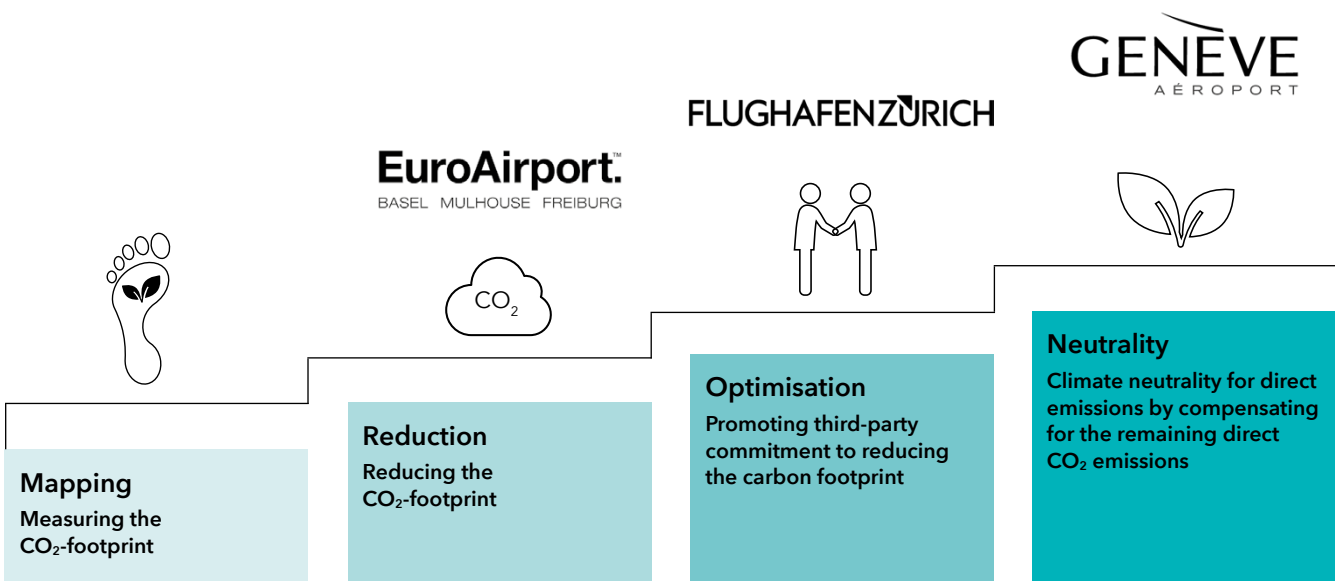 GENÈVE
AÉROPORT
FLUGHAFENZÜRICH
EuroAirport.™
BASEL MULHOUSE FREIBURG
CO₂
Mapping
Measuring the
CO₂-footprint
Reduction
Reducing the
CO₂-footprint
Optimisation
Promoting third-party
commitment to reducing
the carbon footprint
Neutrality
Climate neutrality for direct
emissions by compensating
for the remaining direct
CO₂ emissions